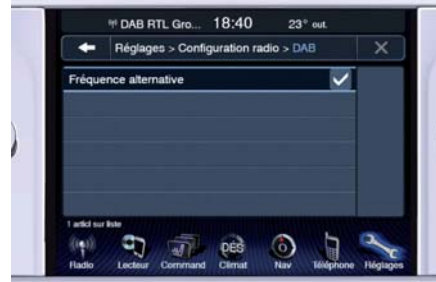 DAB RTL Gro... 18:40 23° out.
Réglages > Configuration radio > DAB
Fréquence alternative
1 articl sur liste
DES
Radio Lecteur Command Climat Nav Téléphone Réglages